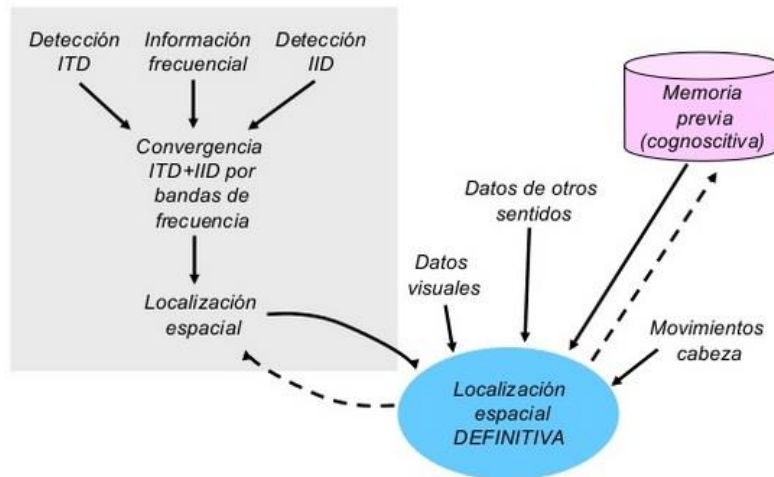 Detección
ITD
Información
frecuencial
Detección
IID
Convergencia
ITD+IID por
bandas de
frecuencia
Localización
espacial
Memoria
previa
(cognoscitiva)
Datos de otros
sentidos
Datos
visuales
Movimientos
cabeza
Localización
espacial
DEFINITIVA